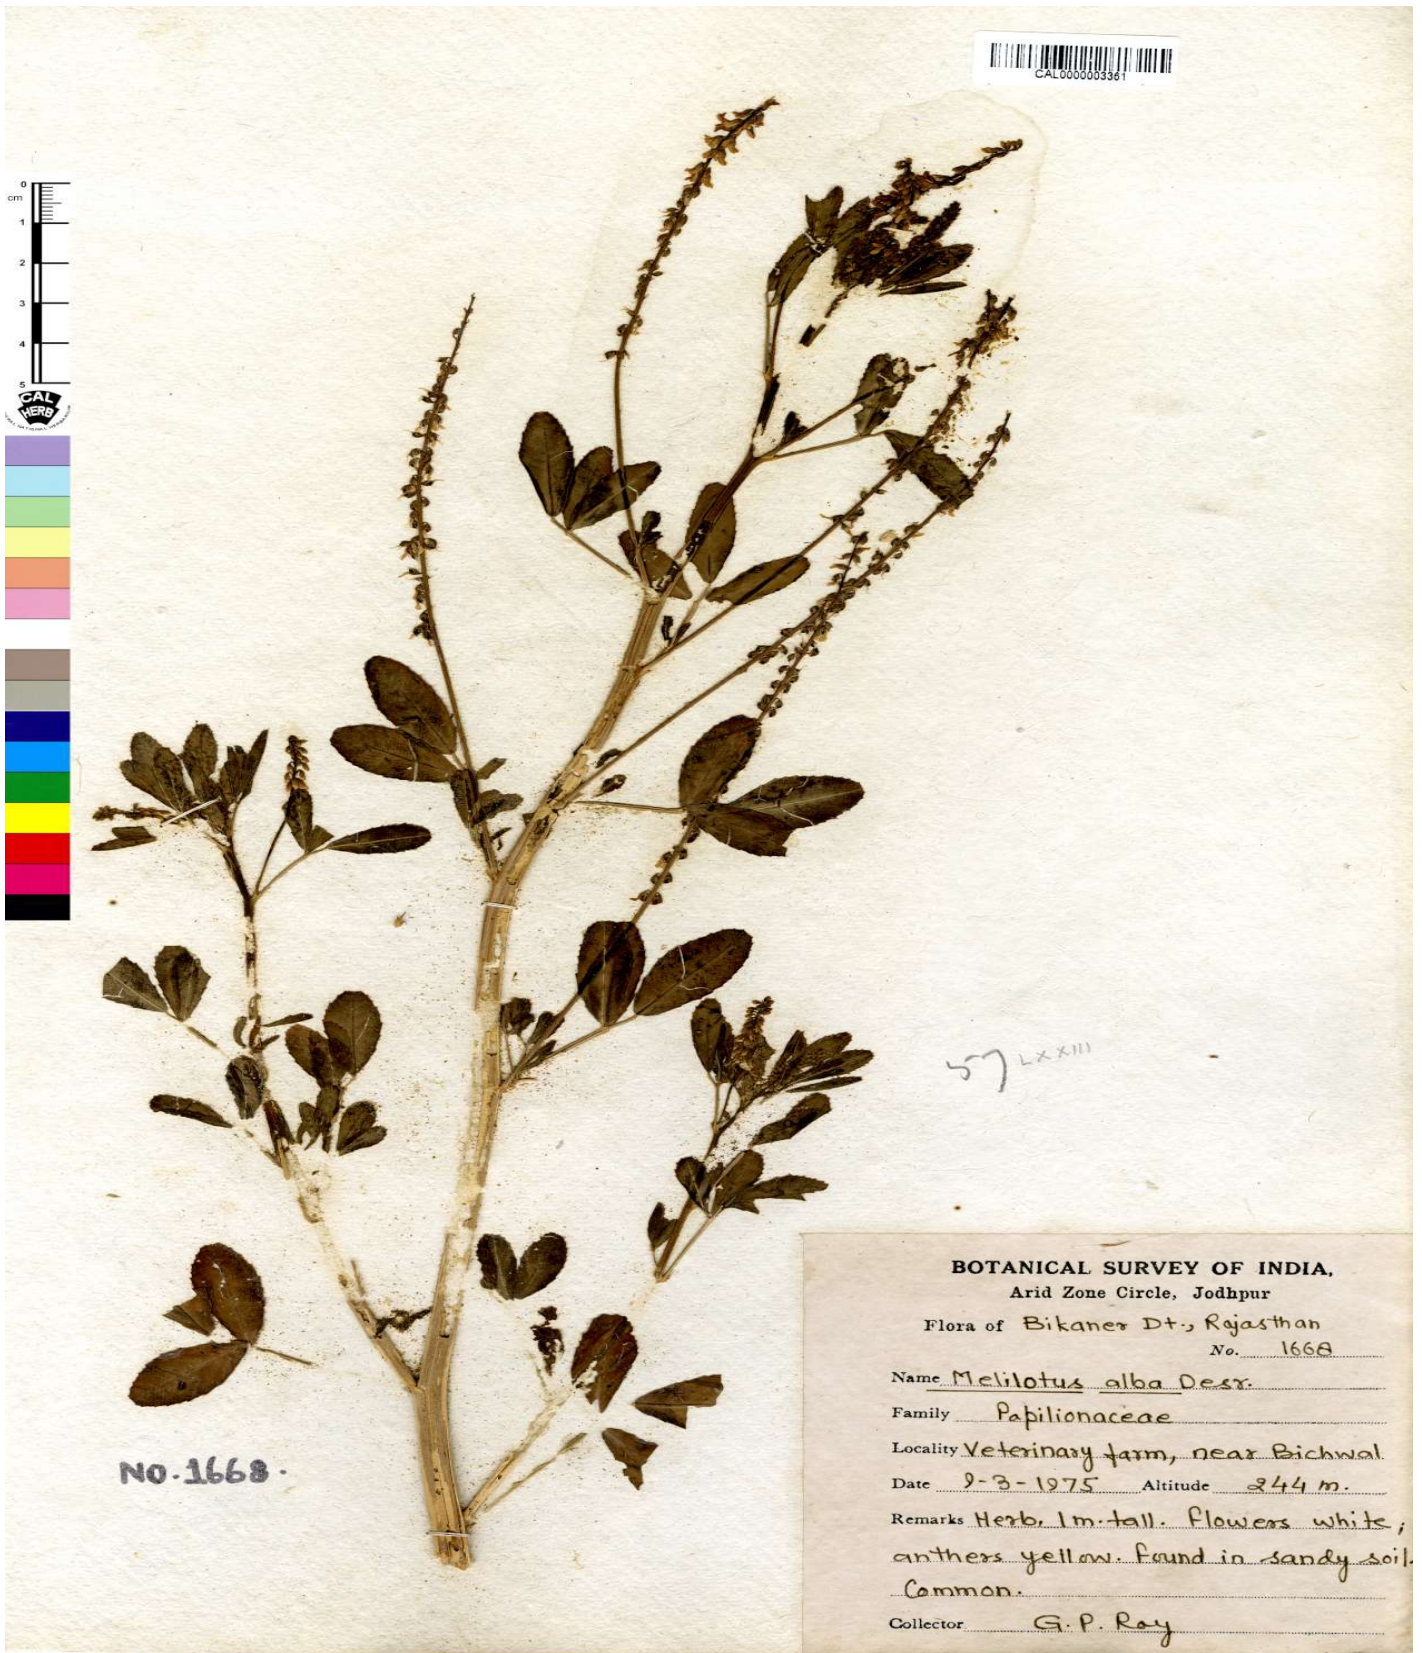 CAL0000003361
0
cm
1
2
3
4
5
CAL
HERB
57 LXXIII
BOTANICAL SURVEY OF INDIA,
Arid Zone Circle, Jodhpur
Flora of Bikaner Dt., Rajasthan
No. 1668
Name Melilotus alba Desr.
Family Papilionaceae
Locality Veterinary farm, near Bichwal
Date 9-3-1975 Altitude 244 m.
Remarks Herb, 1m. tall. Flowers white;
anthers yellow. Found in sandy soil.
Common.
Collector G. P. Roy
NO. 1668.